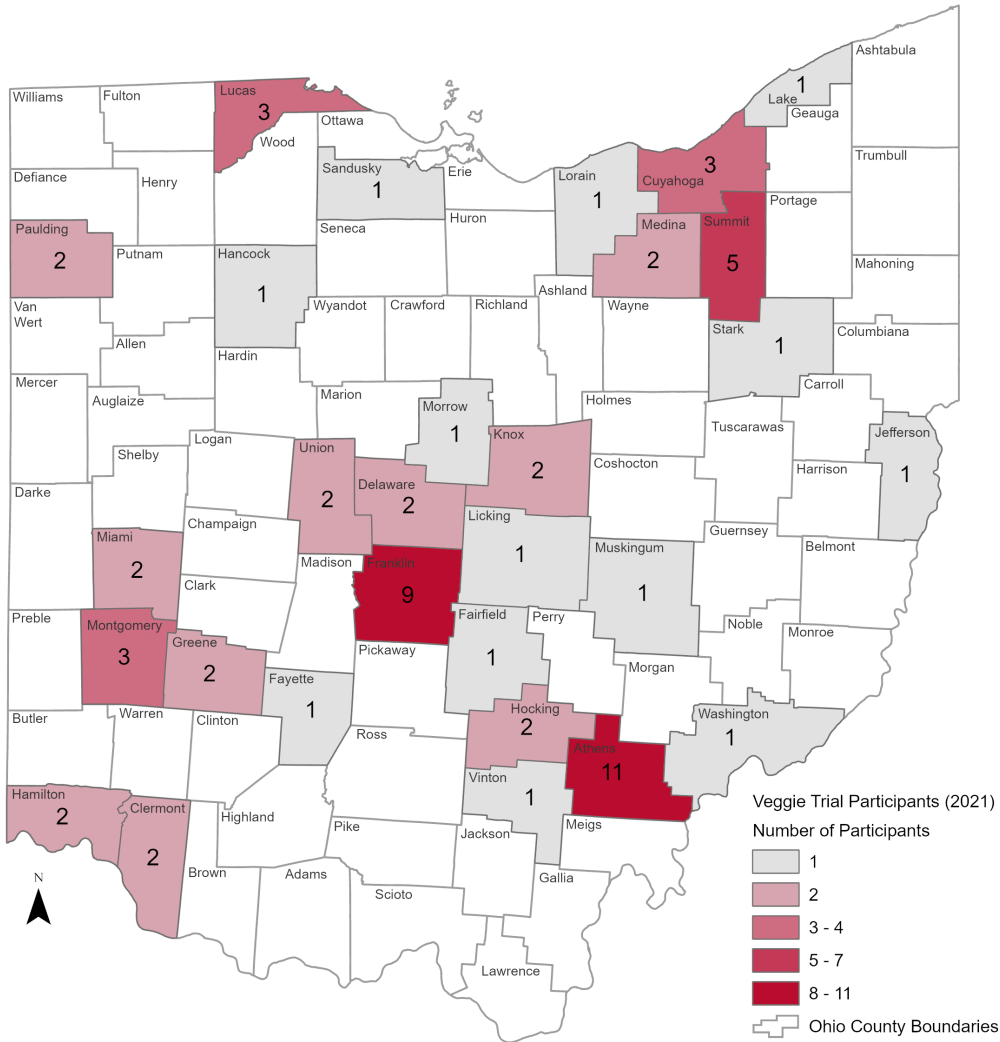 Ashtabula
1
Lake
Geauga
Williams
Fulton
Lucas
3
Ottawa
Wood
Trumbull
Defiance
Henry
Sandusky
1
Erie
Lorain
1
3
Cuyahoga
Portage
Paulding
2
Putnam
Hancock
1
Seneca
Huron
Medina
2
Summit
5
Mahoning
Van
Wert
Allen
Wyandot
Crawford
Richland
Ashland
Wayne
Stark
1
Columbiana
Hardin
Mercer
Auglaize
Marion
Morrow
1
Holmes
Carroll
Tuscarawas
Jefferson
1
Logan
Shelby
Union
2
Delaware
2
Knox
2
Coshocton
Harrison
Darke
Champaign
Licking
1
Guernsey
Belmont
Miami
2
Clark
Madison
Franklin
9
Muskingum
1
Preble
Montgomery
3
Greene
2
Fayette
1
Pickaway
Fairfield
1
Perry
Noble
Monroe
Morgan
Butler
Warren
Clinton
Ross
Hocking
2
Athens
11
Washington
1
Hamilton
2
Clermont
2
Highland
Vinton
1
Pike
Jackson
Meigs
Brown
Adams
Scioto
Gallia
Lawrence
N
Veggie Trial Participants (2021)
Number of Participants
1
2
3 - 4
5 - 7
8 - 11
Ohio County Boundaries